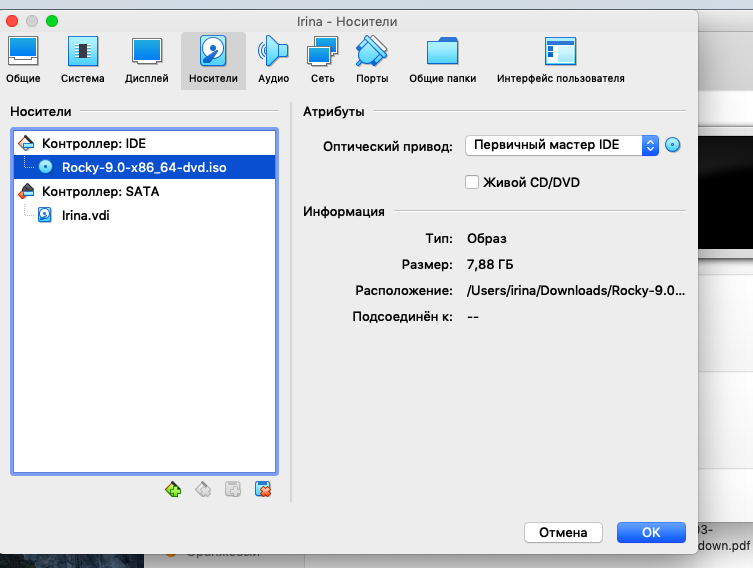 Irina - Носители
Общие Система Дисплей Носители Аудио Сеть Порты Общие папки Интерфейс пользователя
Носители
Контроллер: IDE
Rocky-9.0-x86_64-dvd.iso
Контроллер: SATA
Irina.vdi
Атрибуты
Оптический привод: Первичный мастер IDE
Живой CD/DVD
Информация
Тип: Образ
Размер: 7,88 ГБ
Расположение: /Users/irina/Downloads/Rocky-9.0...
Подсоединён к: --
Отмена OK
03-
down.pdf